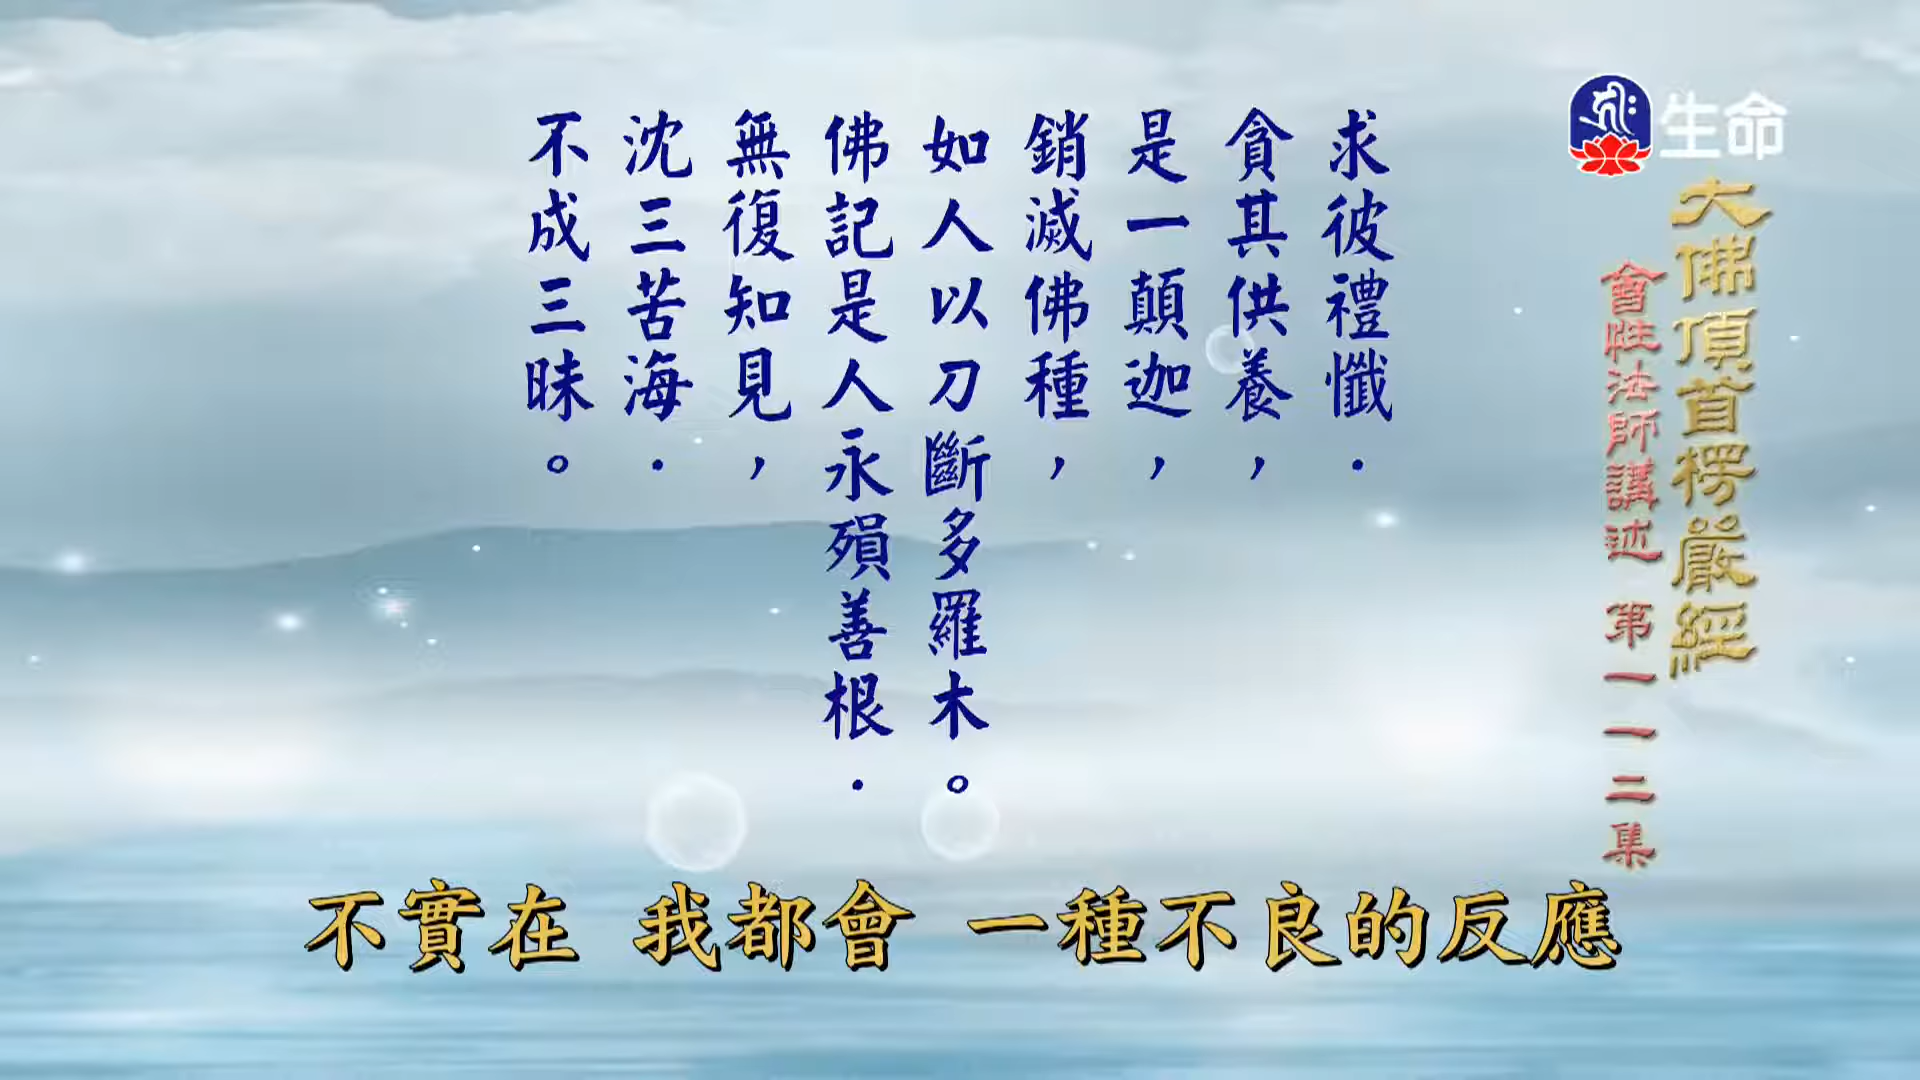 生命
大佛頂首楞嚴經
會性法師講述 第一一二集
求彼禮懺．
貪其供養，
是一顛迦，
銷滅佛種，
如人以刀斷多羅木。
佛記是人永殞善根．
無復知見，
沈三苦海．
不成三昧。
不實在 我都會 一種不良的反應